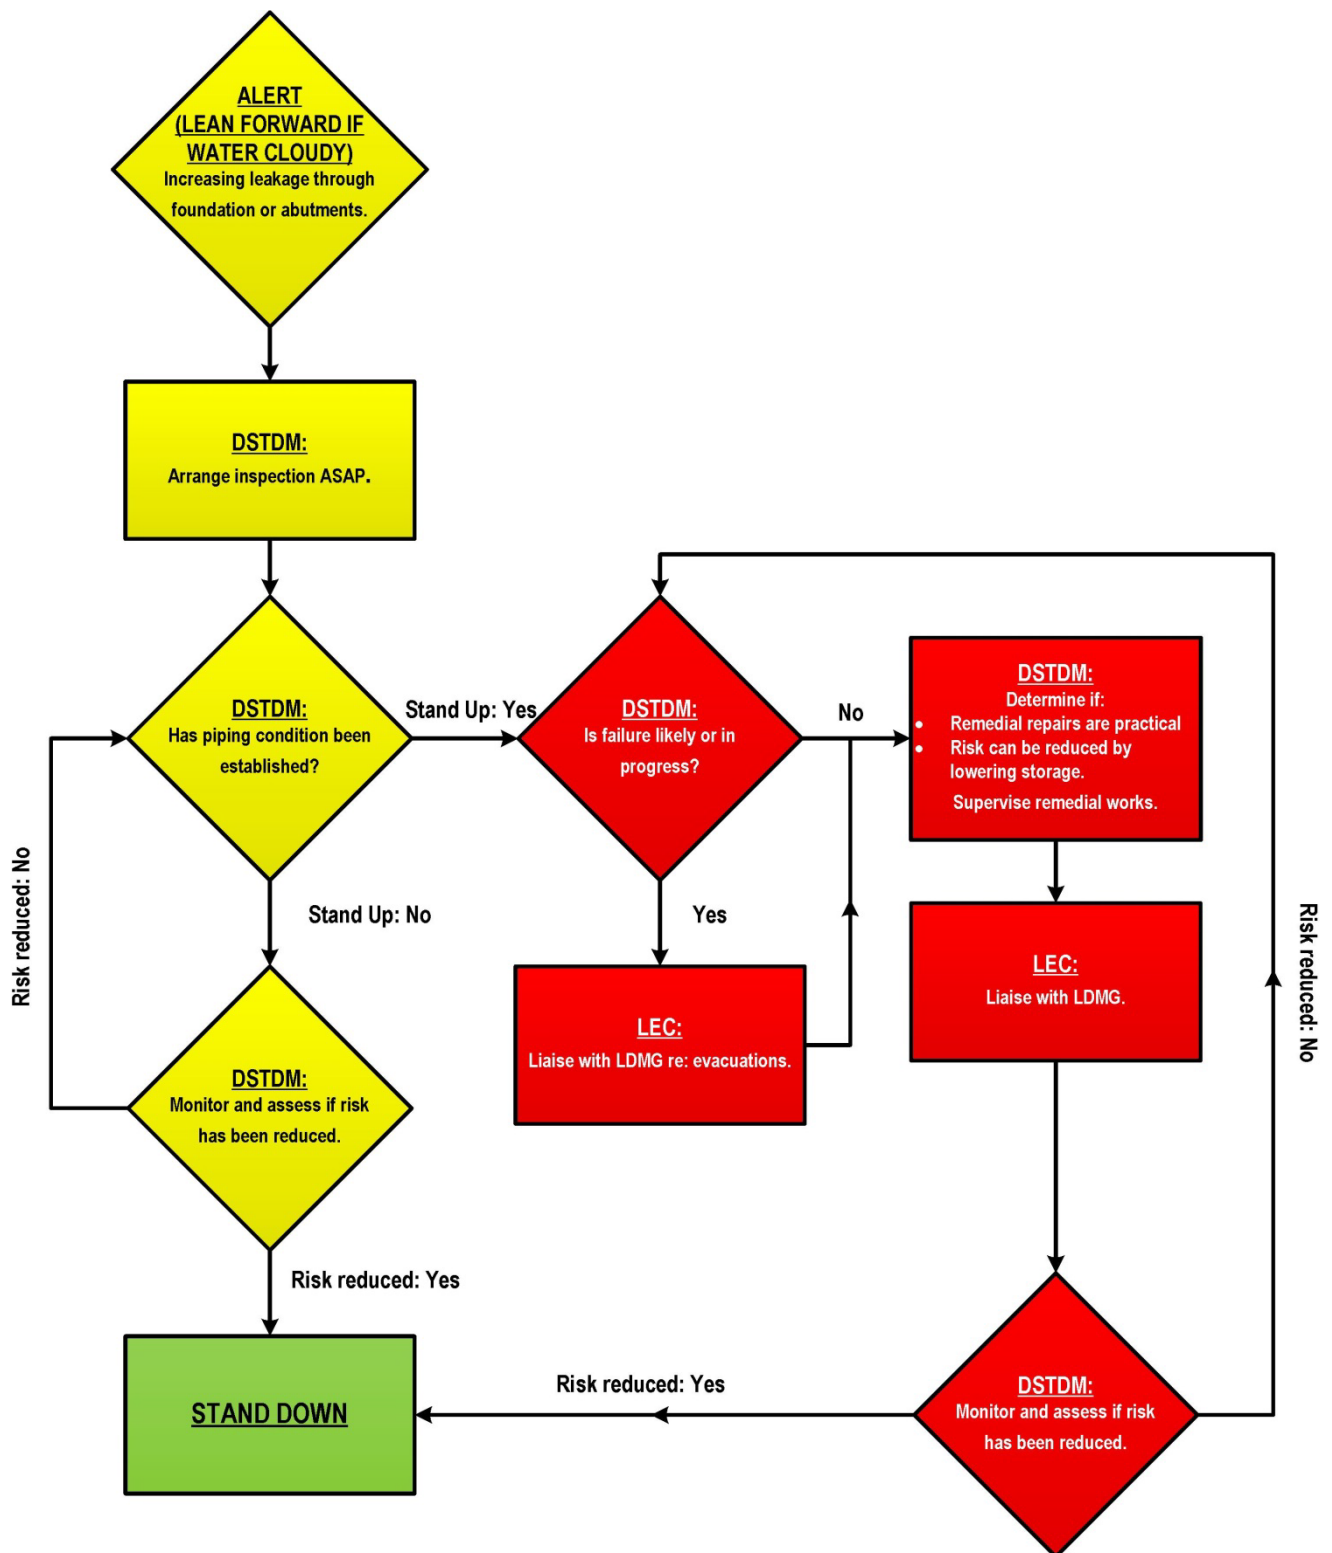 ALERT
(LEAN FORWARD IF
WATER CLOUDY)
Increasing leakage through
foundation or abutments.
DSTDM:
Arrange inspection ASAP.
DSTDM:
Has piping condition been
established?
Stand Up: Yes
DSTDM:
Is failure likely or in
progress?
No
DSTDM:
Determine if:
• Remedial repairs are practical
• Risk can be reduced by
lowering storage.
Supervise remedial works.
Risk reduced: No
Stand Up: No
Yes
LEC:
Liaise with LDMG re: evacuations.
LEC:
Liaise with LDMG.
Risk reduced: No
DSTDM:
Monitor and assess if risk
has been reduced.
Risk reduced: Yes
STAND DOWN
Risk reduced: Yes
DSTDM:
Monitor and assess if risk
has been reduced.